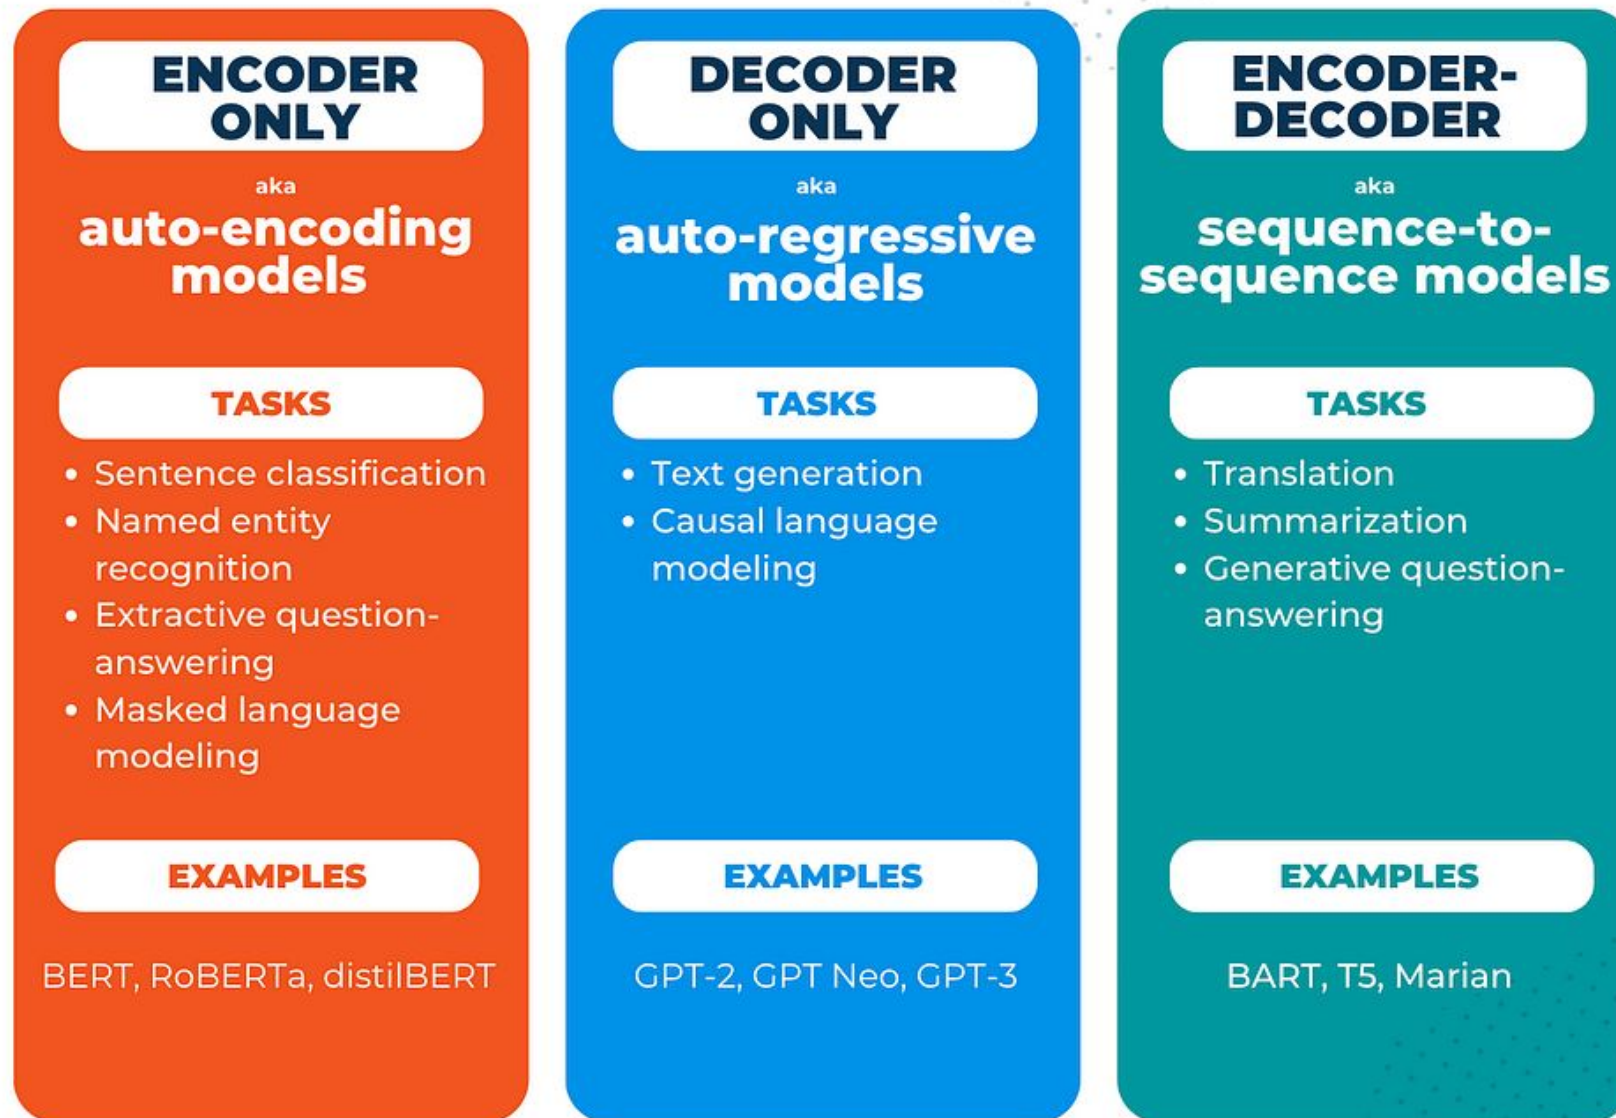 ENCODER
ONLY
aka
auto-encoding
models
TASKS
• Sentence classification
• Named entity
recognition
• Extractive question-
answering
• Masked language
modeling
EXAMPLES
BERT, RoBERTa, distilBERT
DECODER
ONLY
aka
auto-regressive
models
TASKS
• Text generation
• Causal language
modeling
EXAMPLES
GPT-2, GPT Neo, GPT-3
ENCODER-
DECODER
aka
sequence-to-
sequence models
TASKS
• Translation
• Summarization
• Generative question-
answering
EXAMPLES
BART, T5, Marian